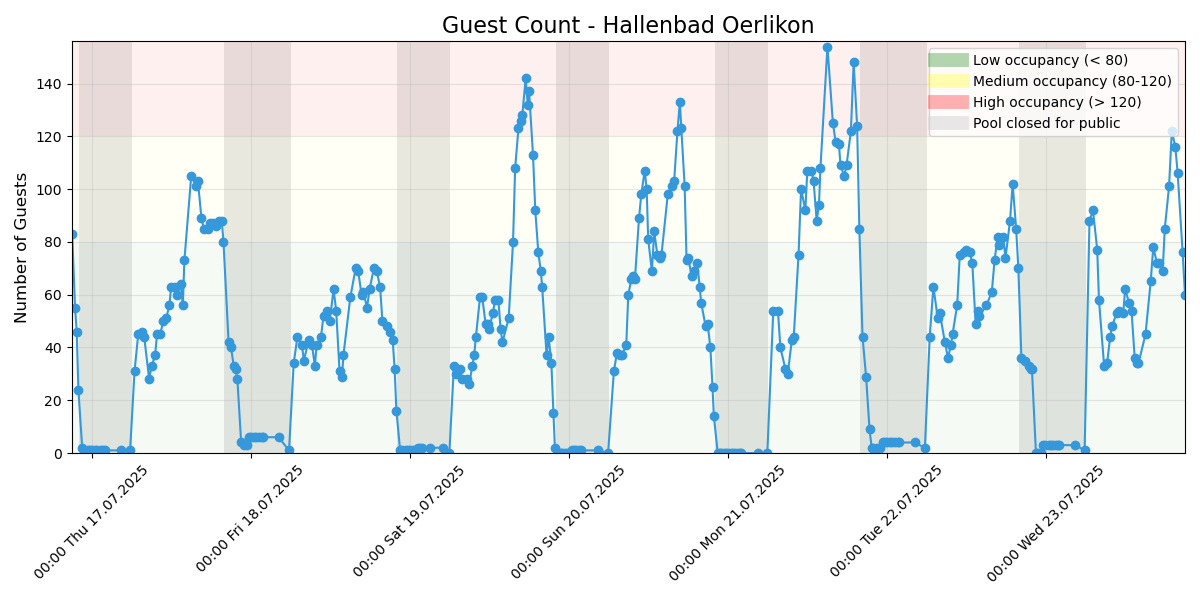 Guest Count - Hallenbad Oerlikon
Low occupancy (< 80)
Medium occupancy (80-120)
High occupancy (> 120)
Pool closed for public
Number of Guests
140
120
100
80
60
40
20
0
00:00 Thu 17.07.2025
00:00 Fri 18.07.2025
00:00 Sat 19.07.2025
00:00 Sun 20.07.2025
00:00 Mon 21.07.2025
00:00 Tue 22.07.2025
00:00 Wed 23.07.2025